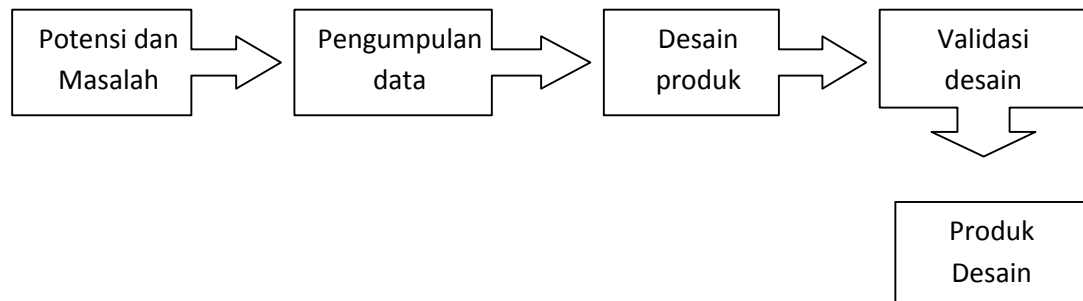 Potensi dan
Masalah
Pengumpulan
data
Desain
produk
Validasi
desain
Produk
Desain